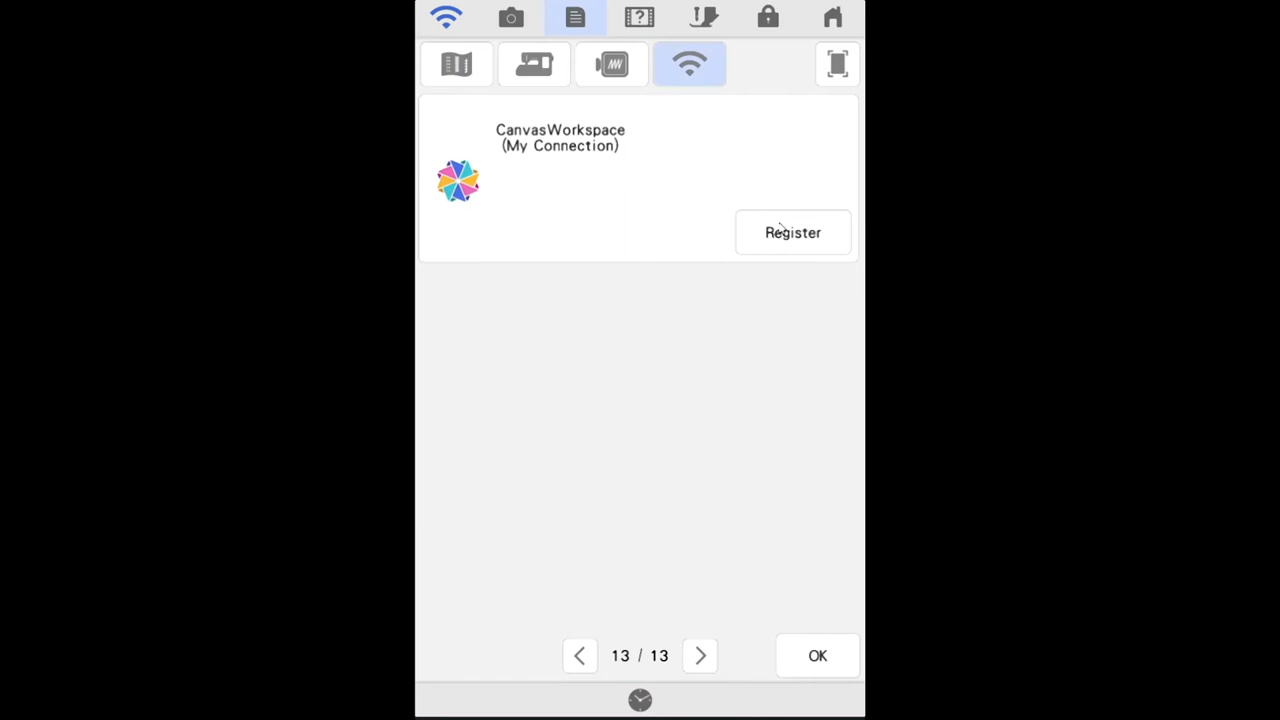 CanvasWorkspace
(My Connection)
Register
13 / 13
OK